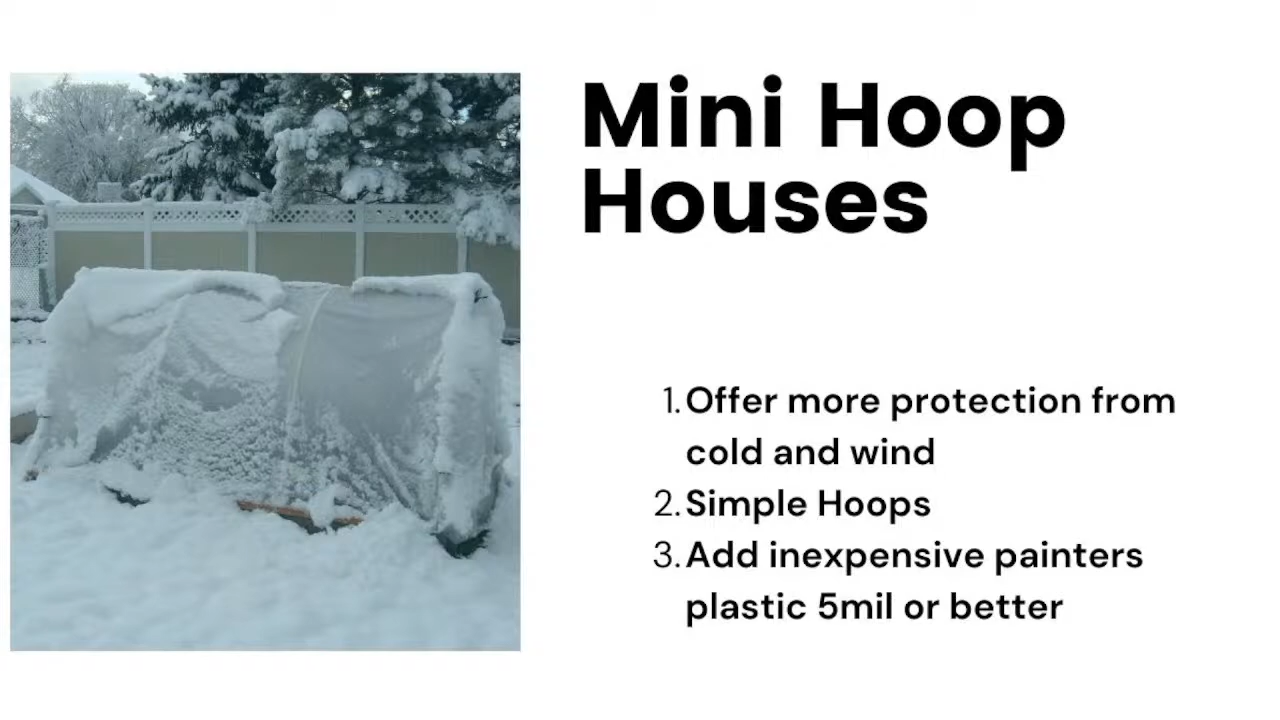 Mini Hoop
Houses
1. Offer more protection from
cold and wind
2. Simple Hoops
3. Add inexpensive painters
plastic 5mil or better